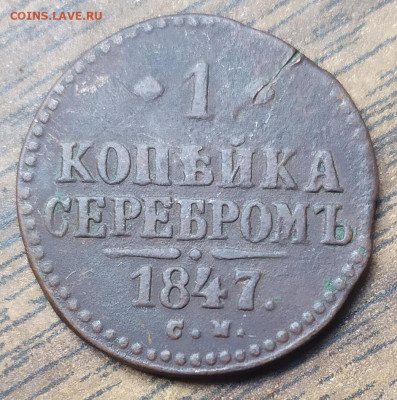 COINS.LAVE.RU
1
КОПѢЙКА
СЕРЕБРОМЪ
1847.
С. М.